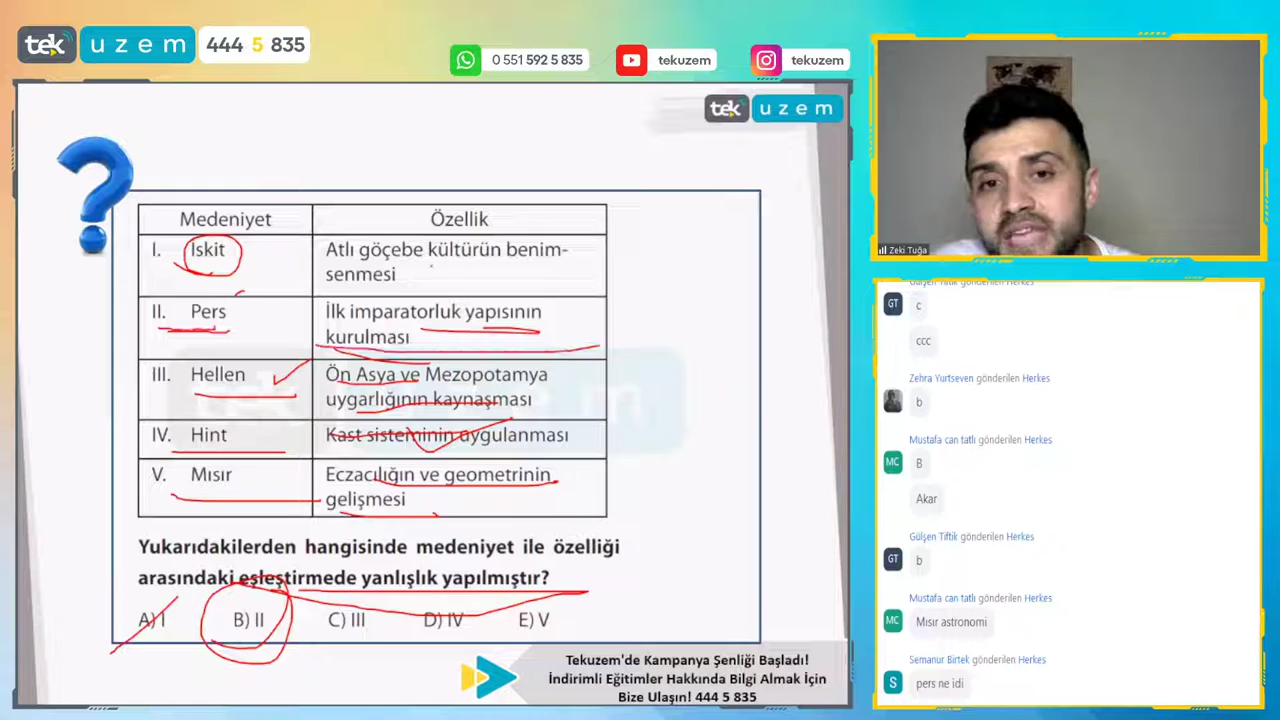 tek uzem 444 5 835
0 551 592 5 835
tekuzem
tekuzem
tek uzem
Medeniyet Özellik
I. İskit Atlı göçebe kültürün benim-
senmesi
II. Pers İlk imparatorluk yapısının
kurulması
III. Hellen Ön Asya ve Mezopotamya
uygarlığının kaynaşması
IV. Hint Kast sisteminin uygulanması
V. Mısır Eczacılığın ve geometrinin
gelişmesi
Yukarıdakilerden hangisinde medeniyet ile özelliği
arasındaki eşleştirmede yanlışlık yapılmıştır?
A) I B) II C) III D) IV E) V
Tekuzem'de Kampanya Şenliği Başladı!
İndirimli Eğitimler Hakkında Bilgi Almak İçin
Bize Ulaşın! 444 5 835
Zeki Tuğa
Gülşen Tiftik gönderilen Herkes
GT c
ccc
Zehra Yurtseven gönderilen Herkes
b
Mustafa can tatlı gönderilen Herkes
MC B
Akar
Gülşen Tiftik gönderilen Herkes
GT b
Mustafa can tatlı gönderilen Herkes
MC Mısır astronomi
Semanur Birtek gönderilen Herkes
S pers ne idi